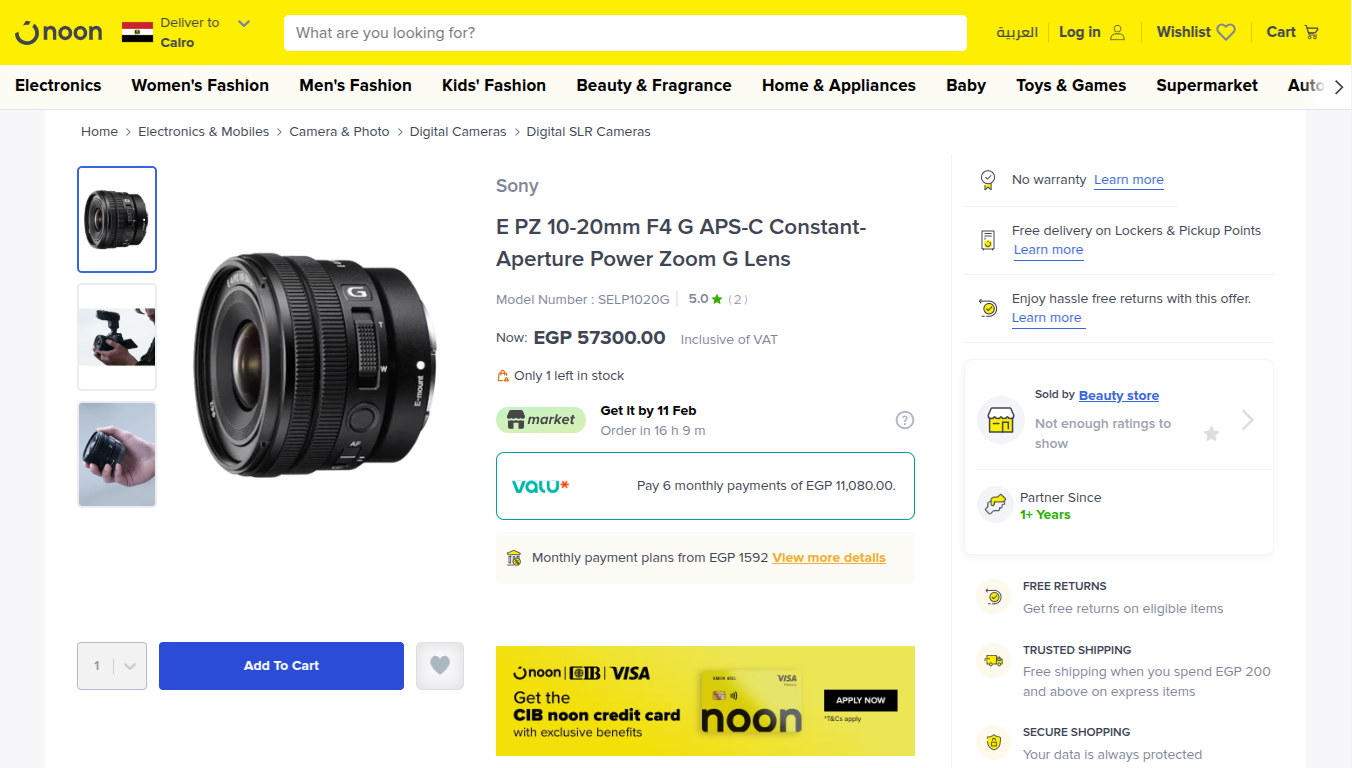 noon
Deliver to
Cairo
What are you looking for?
العربية
Log in
Wishlist
Cart
Electronics
Women's Fashion
Men's Fashion
Kids' Fashion
Beauty & Fragrance
Home & Appliances
Baby
Toys & Games
Supermarket
Auto
Home > Electronics & Mobiles > Camera & Photo > Digital Cameras > Digital SLR Cameras
G
T
W
AF
E-mount
Sony
E PZ 10-20mm F4 G APS-C Constant-
Aperture Power Zoom G Lens
Model Number : SELP1020G
5.0 ★ ( 2 )
Now: EGP 57300.00 Inclusive of VAT
Only 1 left in stock
market
Get it by 11 Feb
Order in 16 h 9 m
?
valu*
Pay 6 monthly payments of EGP 11,080.00.
Monthly payment plans from EGP 1592 View more details
1
Add To Cart
noon | CIB | VISA
Get the
CIB noon credit card
with exclusive benefits
VISA
noon
APPLY NOW
*T&Cs apply
No warranty Learn more
Free delivery on Lockers & Pickup Points
Learn more
Enjoy hassle free returns with this offer.
Learn more
Sold by Beauty store
Not enough ratings to
show
Partner Since
1+ Years
FREE RETURNS
Get free returns on eligible items
TRUSTED SHIPPING
Free shipping when you spend EGP 200
and above on express items
SECURE SHOPPING
Your data is always protected